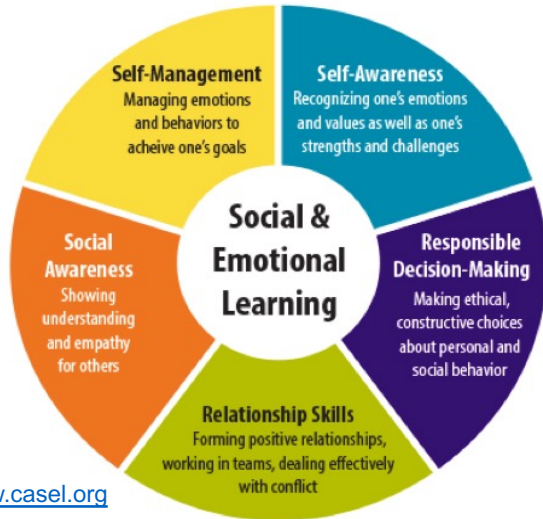 Self-Management
Managing emotions
and behaviors to
acheive one's goals
Self-Awareness
Recognizing one's emotions
and values as well as one's
strengths and challenges
Social &
Emotional
Learning
Social
Awareness
Showing
understanding
and empathy
for others
Responsible
Decision-Making
Making ethical,
constructive choices
about personal and
social behavior
Relationship Skills
Forming positive relationships,
working in teams, dealing effectively
with conflict
w.casel.org